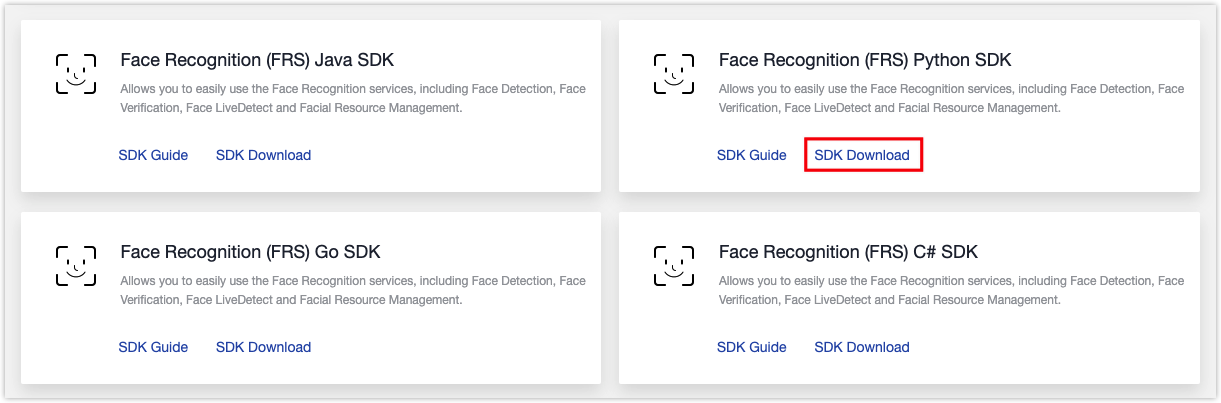 Face Recognition (FRS) Java SDK
Allows you to easily use the Face Recognition services, including Face Detection, Face
Verification, Face LiveDetect and Facial Resource Management.
SDK Guide SDK Download
Face Recognition (FRS) Python SDK
Allows you to easily use the Face Recognition services, including Face Detection, Face
Verification, Face LiveDetect and Facial Resource Management.
SDK Guide SDK Download
Face Recognition (FRS) Go SDK
Allows you to easily use the Face Recognition services, including Face Detection, Face
Verification, Face LiveDetect and Facial Resource Management.
SDK Guide SDK Download
Face Recognition (FRS) C# SDK
Allows you to easily use the Face Recognition services, including Face Detection, Face
Verification, Face LiveDetect and Facial Resource Management.
SDK Guide SDK Download